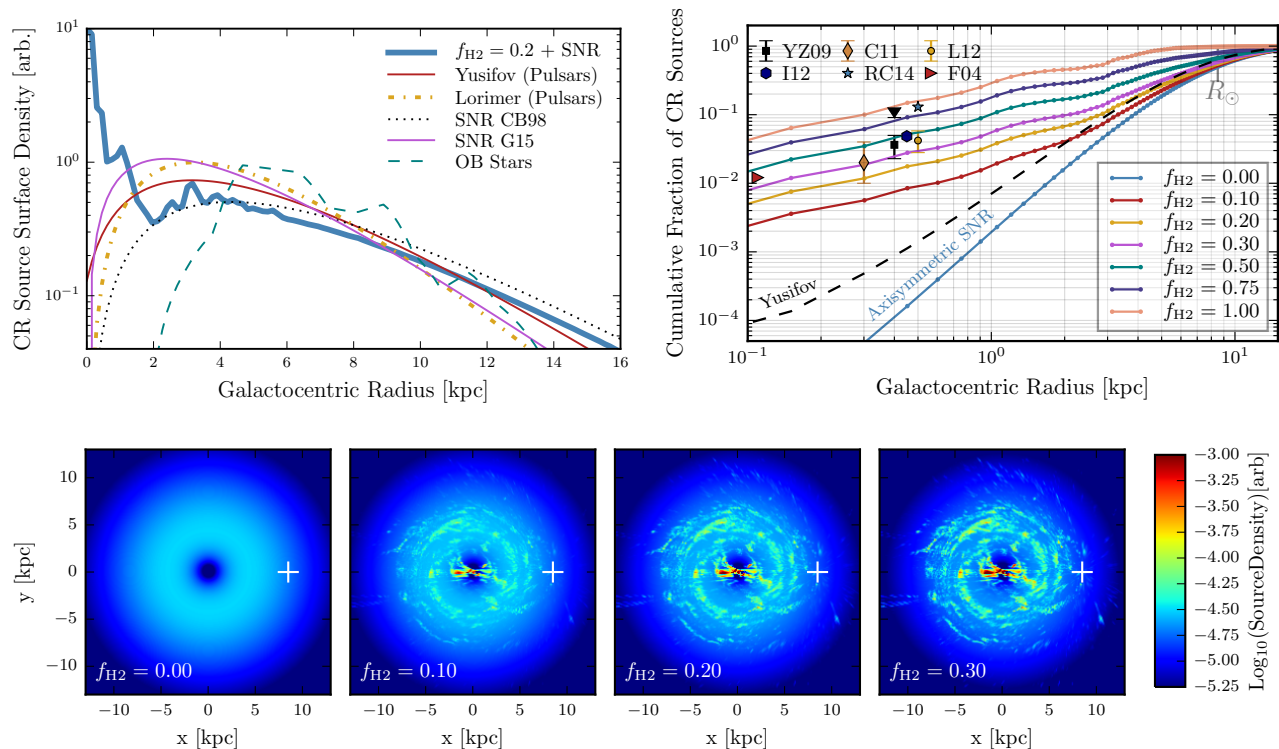 CR Source Surface Density [arb.]
10^1
10^0
10^-1
0 2 4 6 8 10 12 14 16
Galactocentric Radius [kpc]
f_H2 = 0.2 + SNR
Yusifov (Pulsars)
Lorimer (Pulsars)
SNR CB98
SNR G15
OB Stars
Cumulative Fraction of CR Sources
10^0
10^-1
10^-2
10^-3
10^-4
10^-1 10^0 10^1
Galactocentric Radius [kpc]
YZ09 C11 L12
I12 RC14 F04
R_⊙
Yusifov
Axisymmetric SNR
f_H2 = 0.00
f_H2 = 0.10
f_H2 = 0.20
f_H2 = 0.30
f_H2 = 0.50
f_H2 = 0.75
f_H2 = 1.00
y [kpc]
10
5
0
−5
−10
f_H2 = 0.00
f_H2 = 0.10
f_H2 = 0.20
f_H2 = 0.30
−10 −5 0 5 10
−10 −5 0 5 10
−10 −5 0 5 10
−10 −5 0 5 10
x [kpc]
x [kpc]
x [kpc]
x [kpc]
−3.00
−3.25
−3.50
−3.75
−4.00
−4.25
−4.50
−4.75
−5.00
−5.25
Log_10(SourceDensity)[arb]